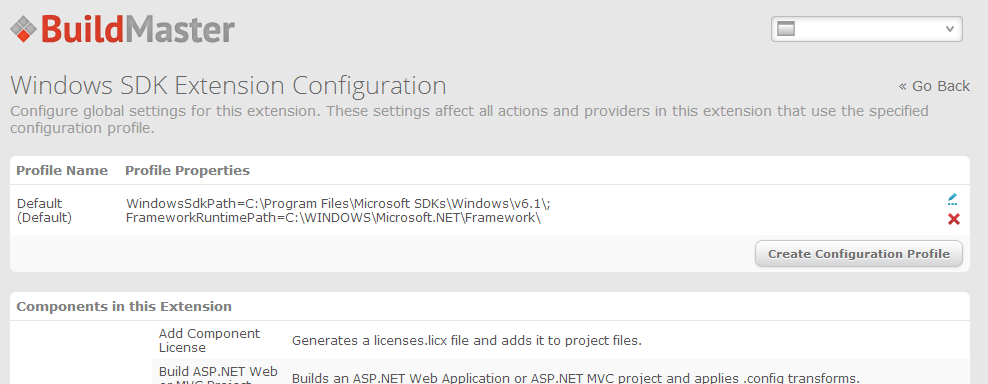 BuildMaster
Windows SDK Extension Configuration
« Go Back
Configure global settings for this extension. These settings affect all actions and providers in this extension that use the specified
configuration profile.
Profile Name Profile Properties
Default WindowsSdkPath=C:\Program Files\Microsoft SDKs\Windows\v6.1\;
(Default) FrameworkRuntimePath=C:\WINDOWS\Microsoft.NET\Framework\
Create Configuration Profile
Components in this Extension
Add Component
License
Generates a licenses.licx file and adds it to project files.
Build ASP.NET Web
or MVC Project
Builds an ASP.NET Web Application or ASP.NET MVC project and applies .config transforms.